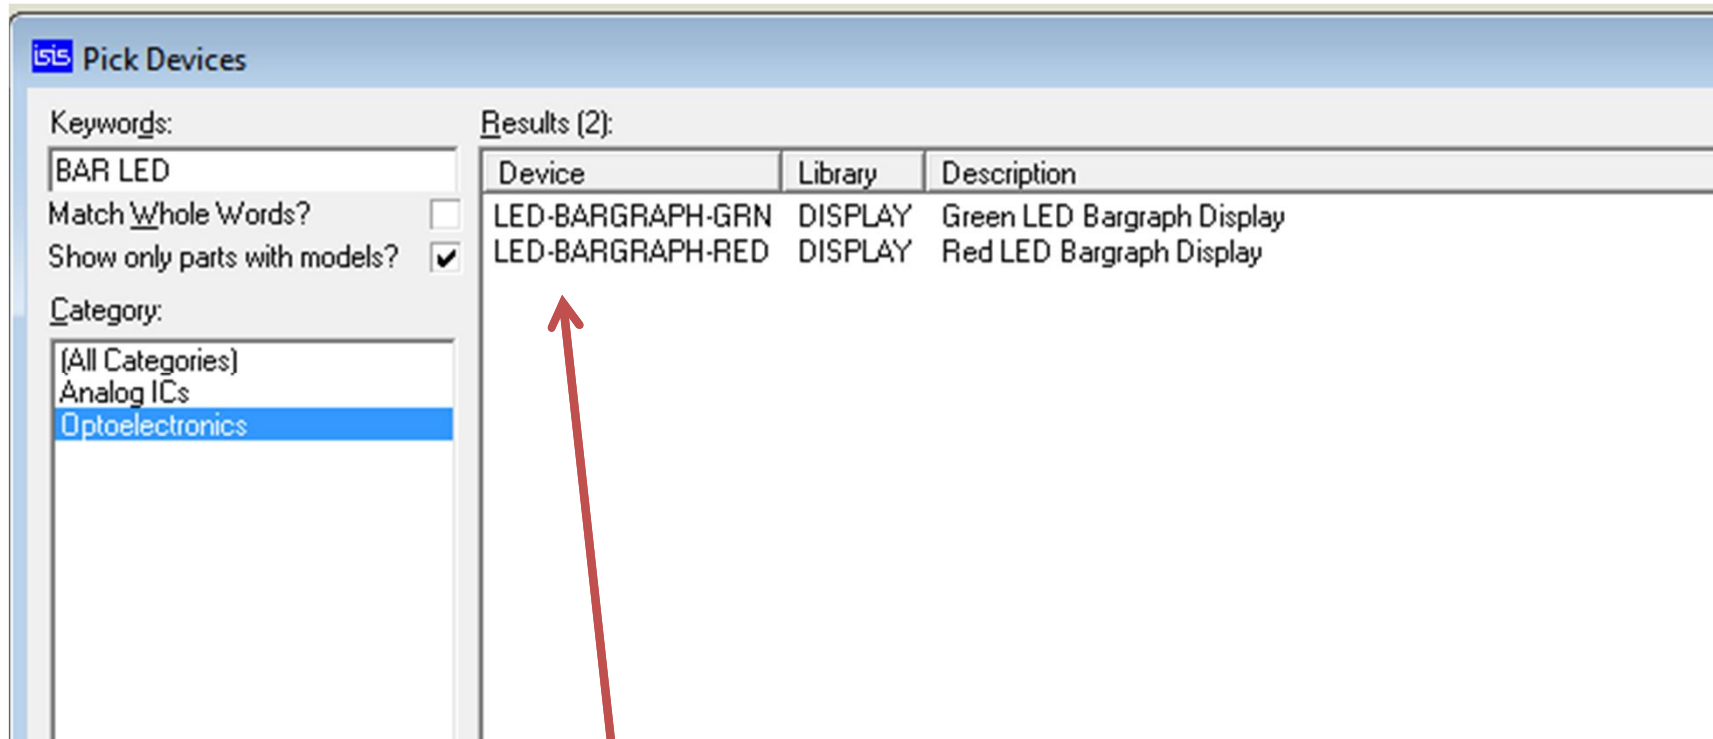 isis Pick Devices
Keywords:
BAR LED
Match Whole Words?
Show only parts with models?
Category:
(All Categories)
Analog ICs
Optoelectronics
Results (2):
Device Library Description
LED-BARGRAPH-GRN DISPLAY Green LED Bargraph Display
LED-BARGRAPH-RED DISPLAY Red LED Bargraph Display